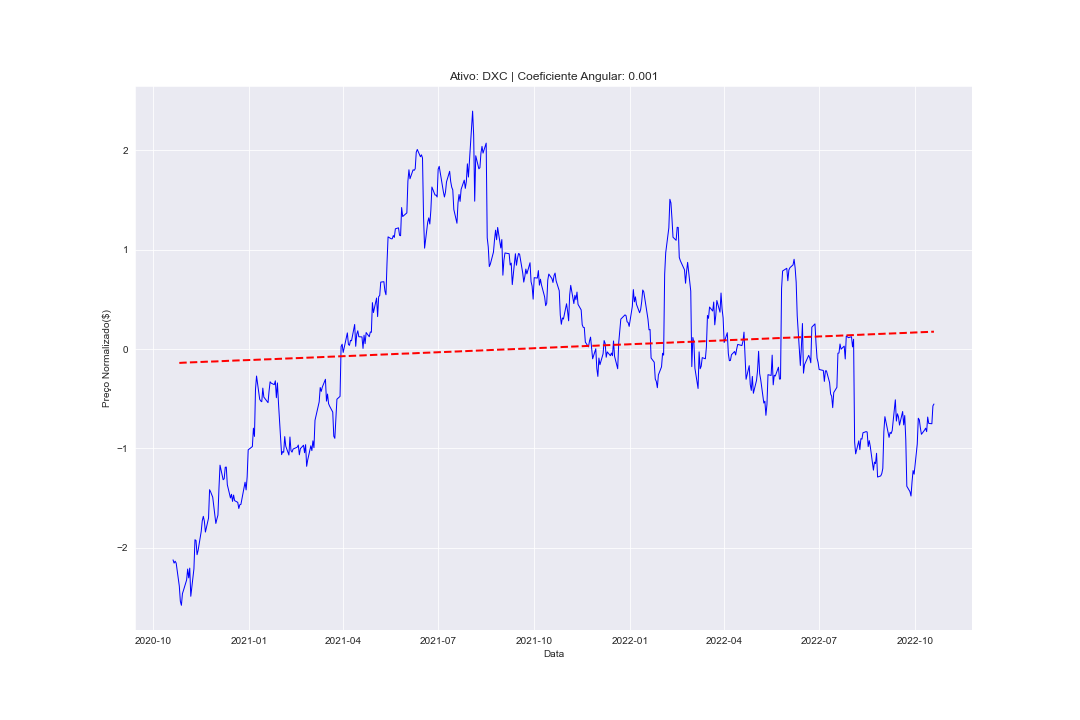 Ativo: DXC | Coeficiente Angular: 0.001
Preço Normalizado($)
2
1
0
−1
−2
2020-10 2021-01 2021-04 2021-07 2021-10 2022-01 2022-04 2022-07 2022-10
Data